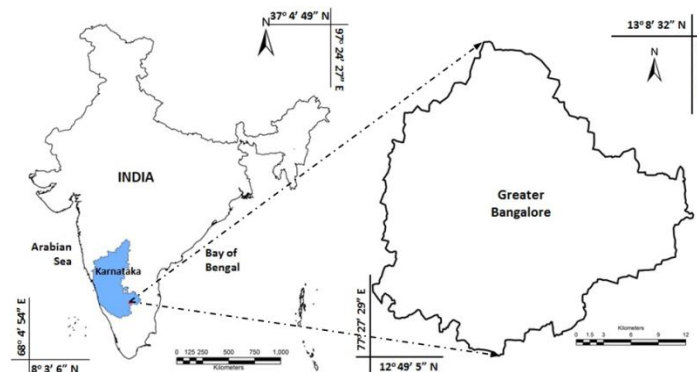 37° 4' 49" N
N
97° 24' 27" E
INDIA
Arabian
Sea
Karnataka
Bay of
Bengal
68° 4' 54" E
8° 3' 6" N
0 125 250 500 750 1,000
Kilometers
13° 8' 32" N
N
Greater
Bangalore
77° 27' 29" E
12° 49' 5" N
Kilometers
0 1.5 3 6 9 12